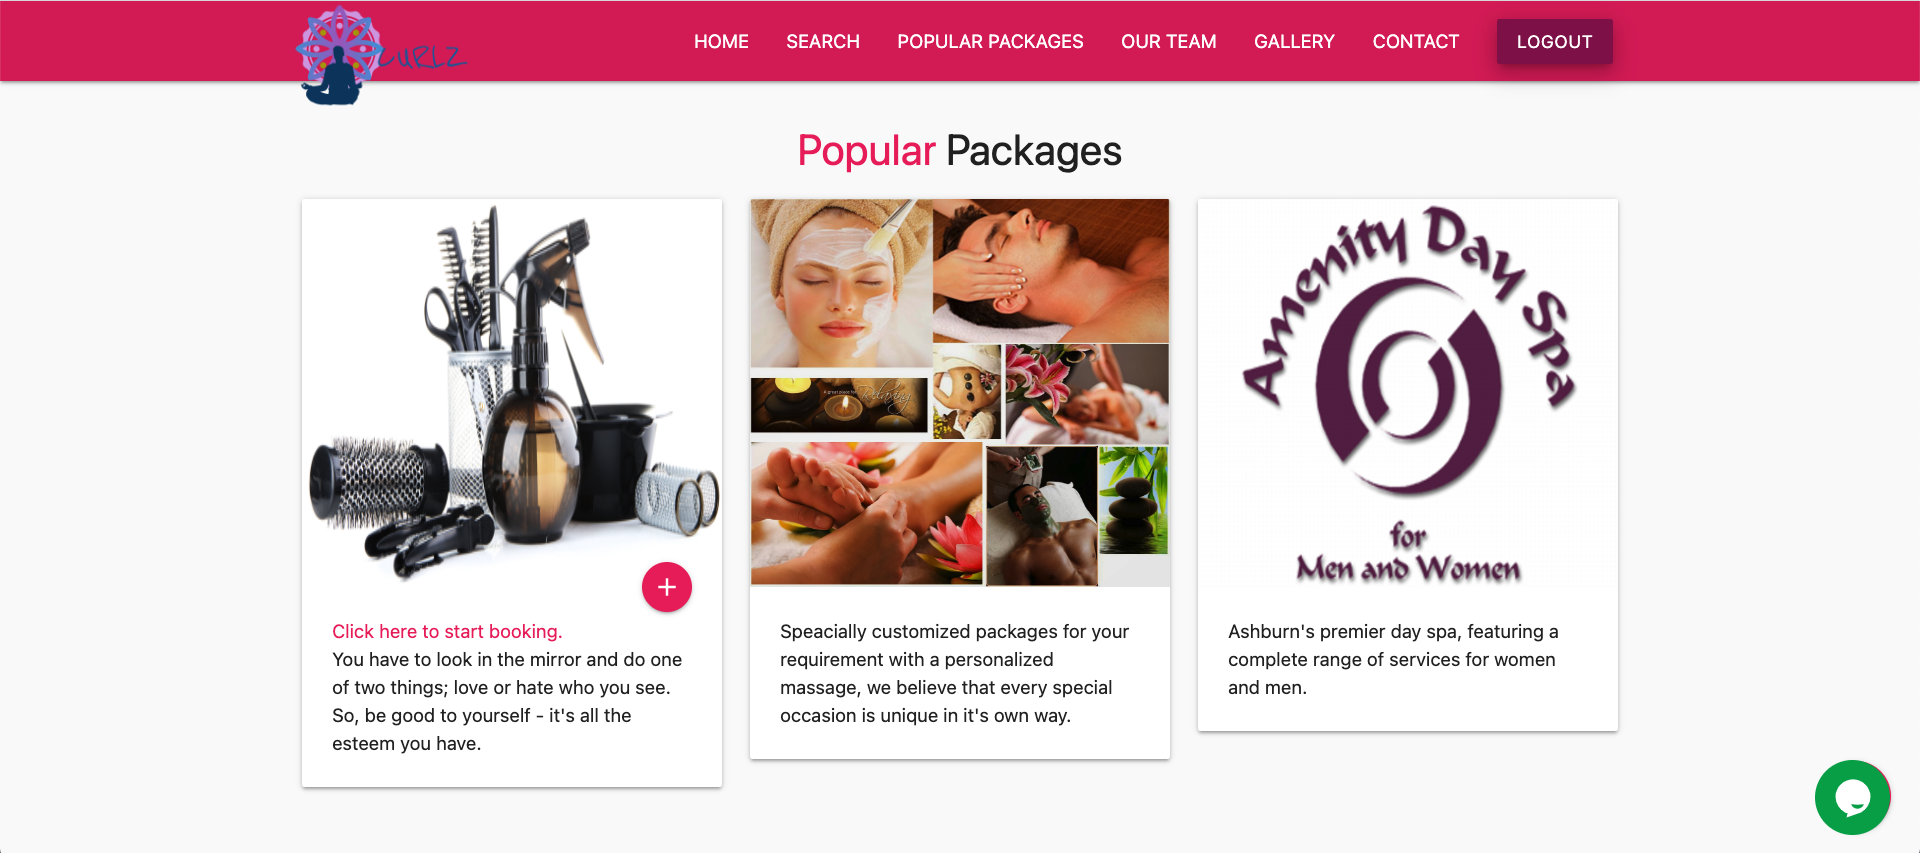 CURLZ
HOME SEARCH POPULAR PACKAGES OUR TEAM GALLERY CONTACT LOGOUT
Popular Packages
Click here to start booking.
You have to look in the mirror and do one
of two things; love or hate who you see.
So, be good to yourself - it's all the
esteem you have.
Relaxing
Speacially customized packages for your
requirement with a personalized
massage, we believe that every special
occasion is unique in it's own way.
Amenity Day Spa
for
Men and Women
Ashburn's premier day spa, featuring a
complete range of services for women
and men.